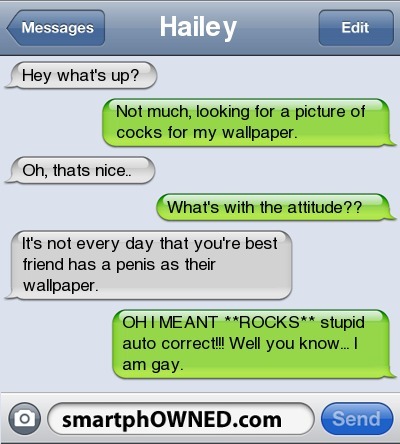 Messages
Hailey
Edit
Hey what's up?
Not much, looking for a picture of
cocks for my wallpaper.
Oh, thats nice..
What's with the attitude??
It's not every day that you're best
friend has a penis as their
wallpaper.
OH I MEANT **ROCKS** stupid
auto correct!!! Well you know... I
am gay.
smartphOWNED.com
Send